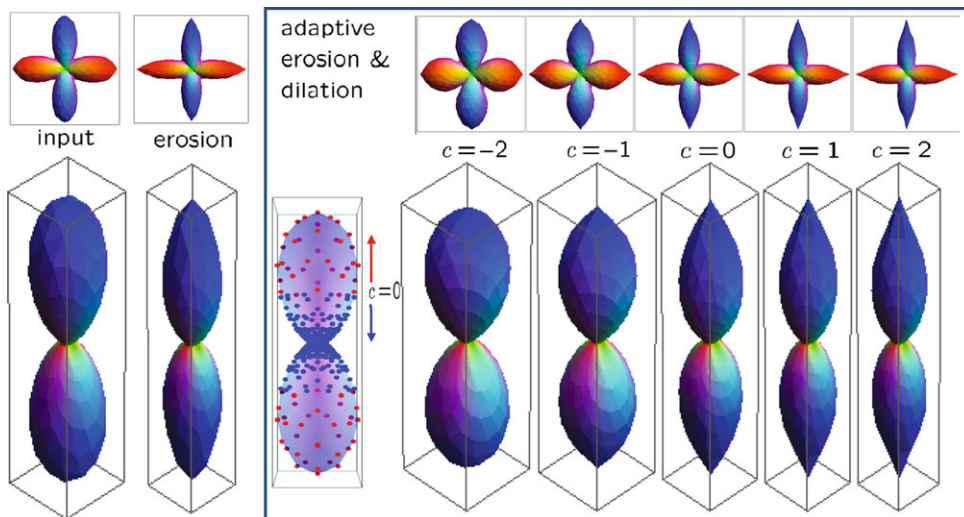 input
erosion
adaptive
erosion &
dilation
c = -2
c = -1
c = 0
c = 1
c = 2
c = 0